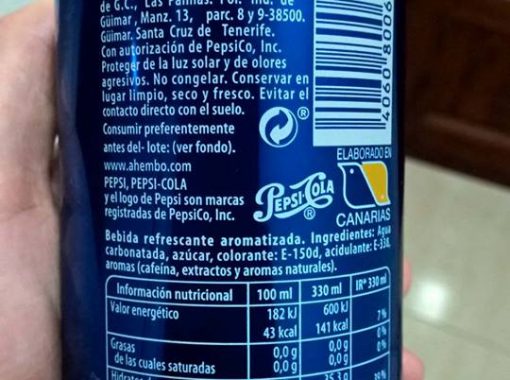 de G.C., Las Palmas. Pol. Ind. de
Güimar, Manz. 13, parc. 8 y 9-38500.
Güimar. Santa Cruz de Tenerife.
Con autorización de PepsiCo, Inc.
Proteger de la luz solar y de olores
agresivos. No congelar. Conservar en
lugar limpio, seco y fresco. Evitar el
contacto directo con el suelo.
Consumir preferentemente
antes del-lote: (ver fondo).
www.ahembo.com
PEPSI, PEPSI-COLA
y el logo de Pepsi son marcas
registradas de PepsiCo, Inc.
®
4060 8006
ELABORADO EN
CANARIAS
PEPSI-COLA
®
Bebida refrescante aromatizada. Ingredientes: Agua
carbonatada, azúcar, colorante: E-150d, acidulante: E-338,
aromas (cafeína, extractos y aromas naturales).
Información nutricional 100 ml 330 ml IR* 330 ml
Valor energético 182 kJ 600 kJ 7%
43 kcal 141 kcal 0%
Grasas 0,0 g 0,0 g 0%
de las cuales saturadas 0,0 g 0,0 g
35,3 g